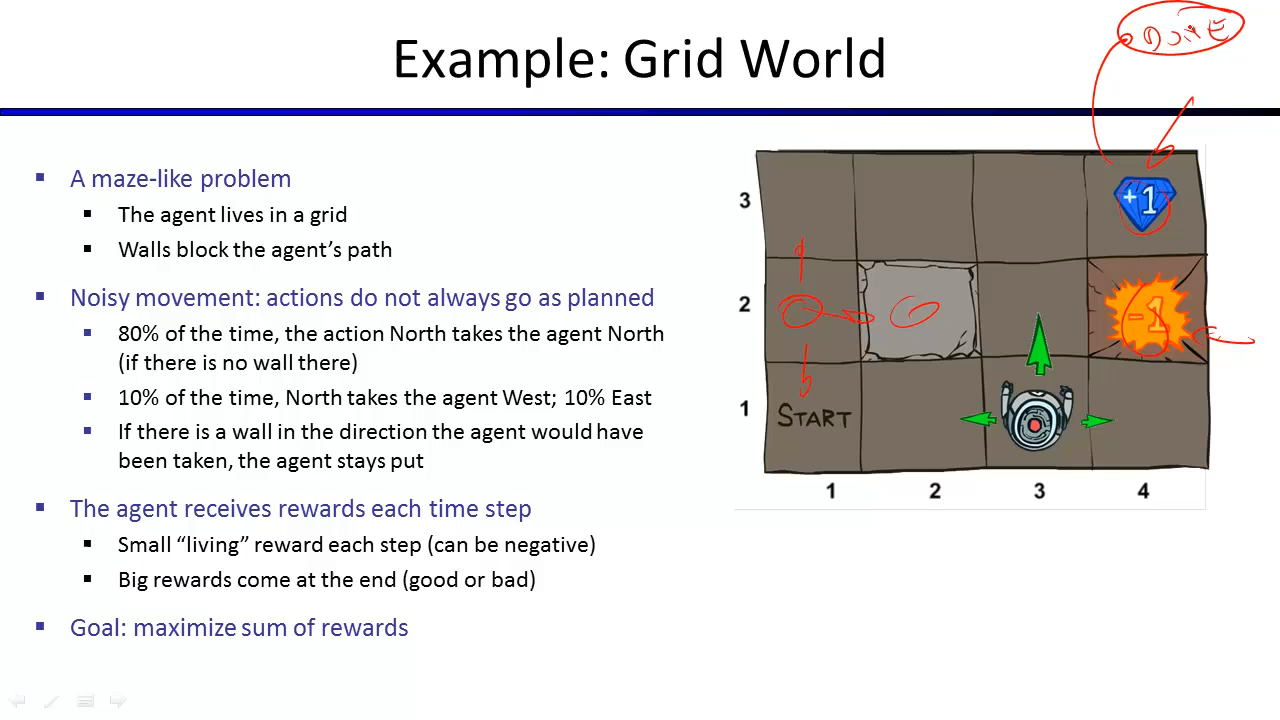 Example: Grid World
DONE
A maze-like problem
The agent lives in a grid
Walls block the agent's path
Noisy movement: actions do not always go as planned
80% of the time, the action North takes the agent North
(if there is no wall there)
10% of the time, North takes the agent West; 10% East
If there is a wall in the direction the agent would have
been taken, the agent stays put
The agent receives rewards each time step
Small “living” reward each step (can be negative)
Big rewards come at the end (good or bad)
Goal: maximize sum of rewards
3
+1
2
-1
1
START
1 2 3 4